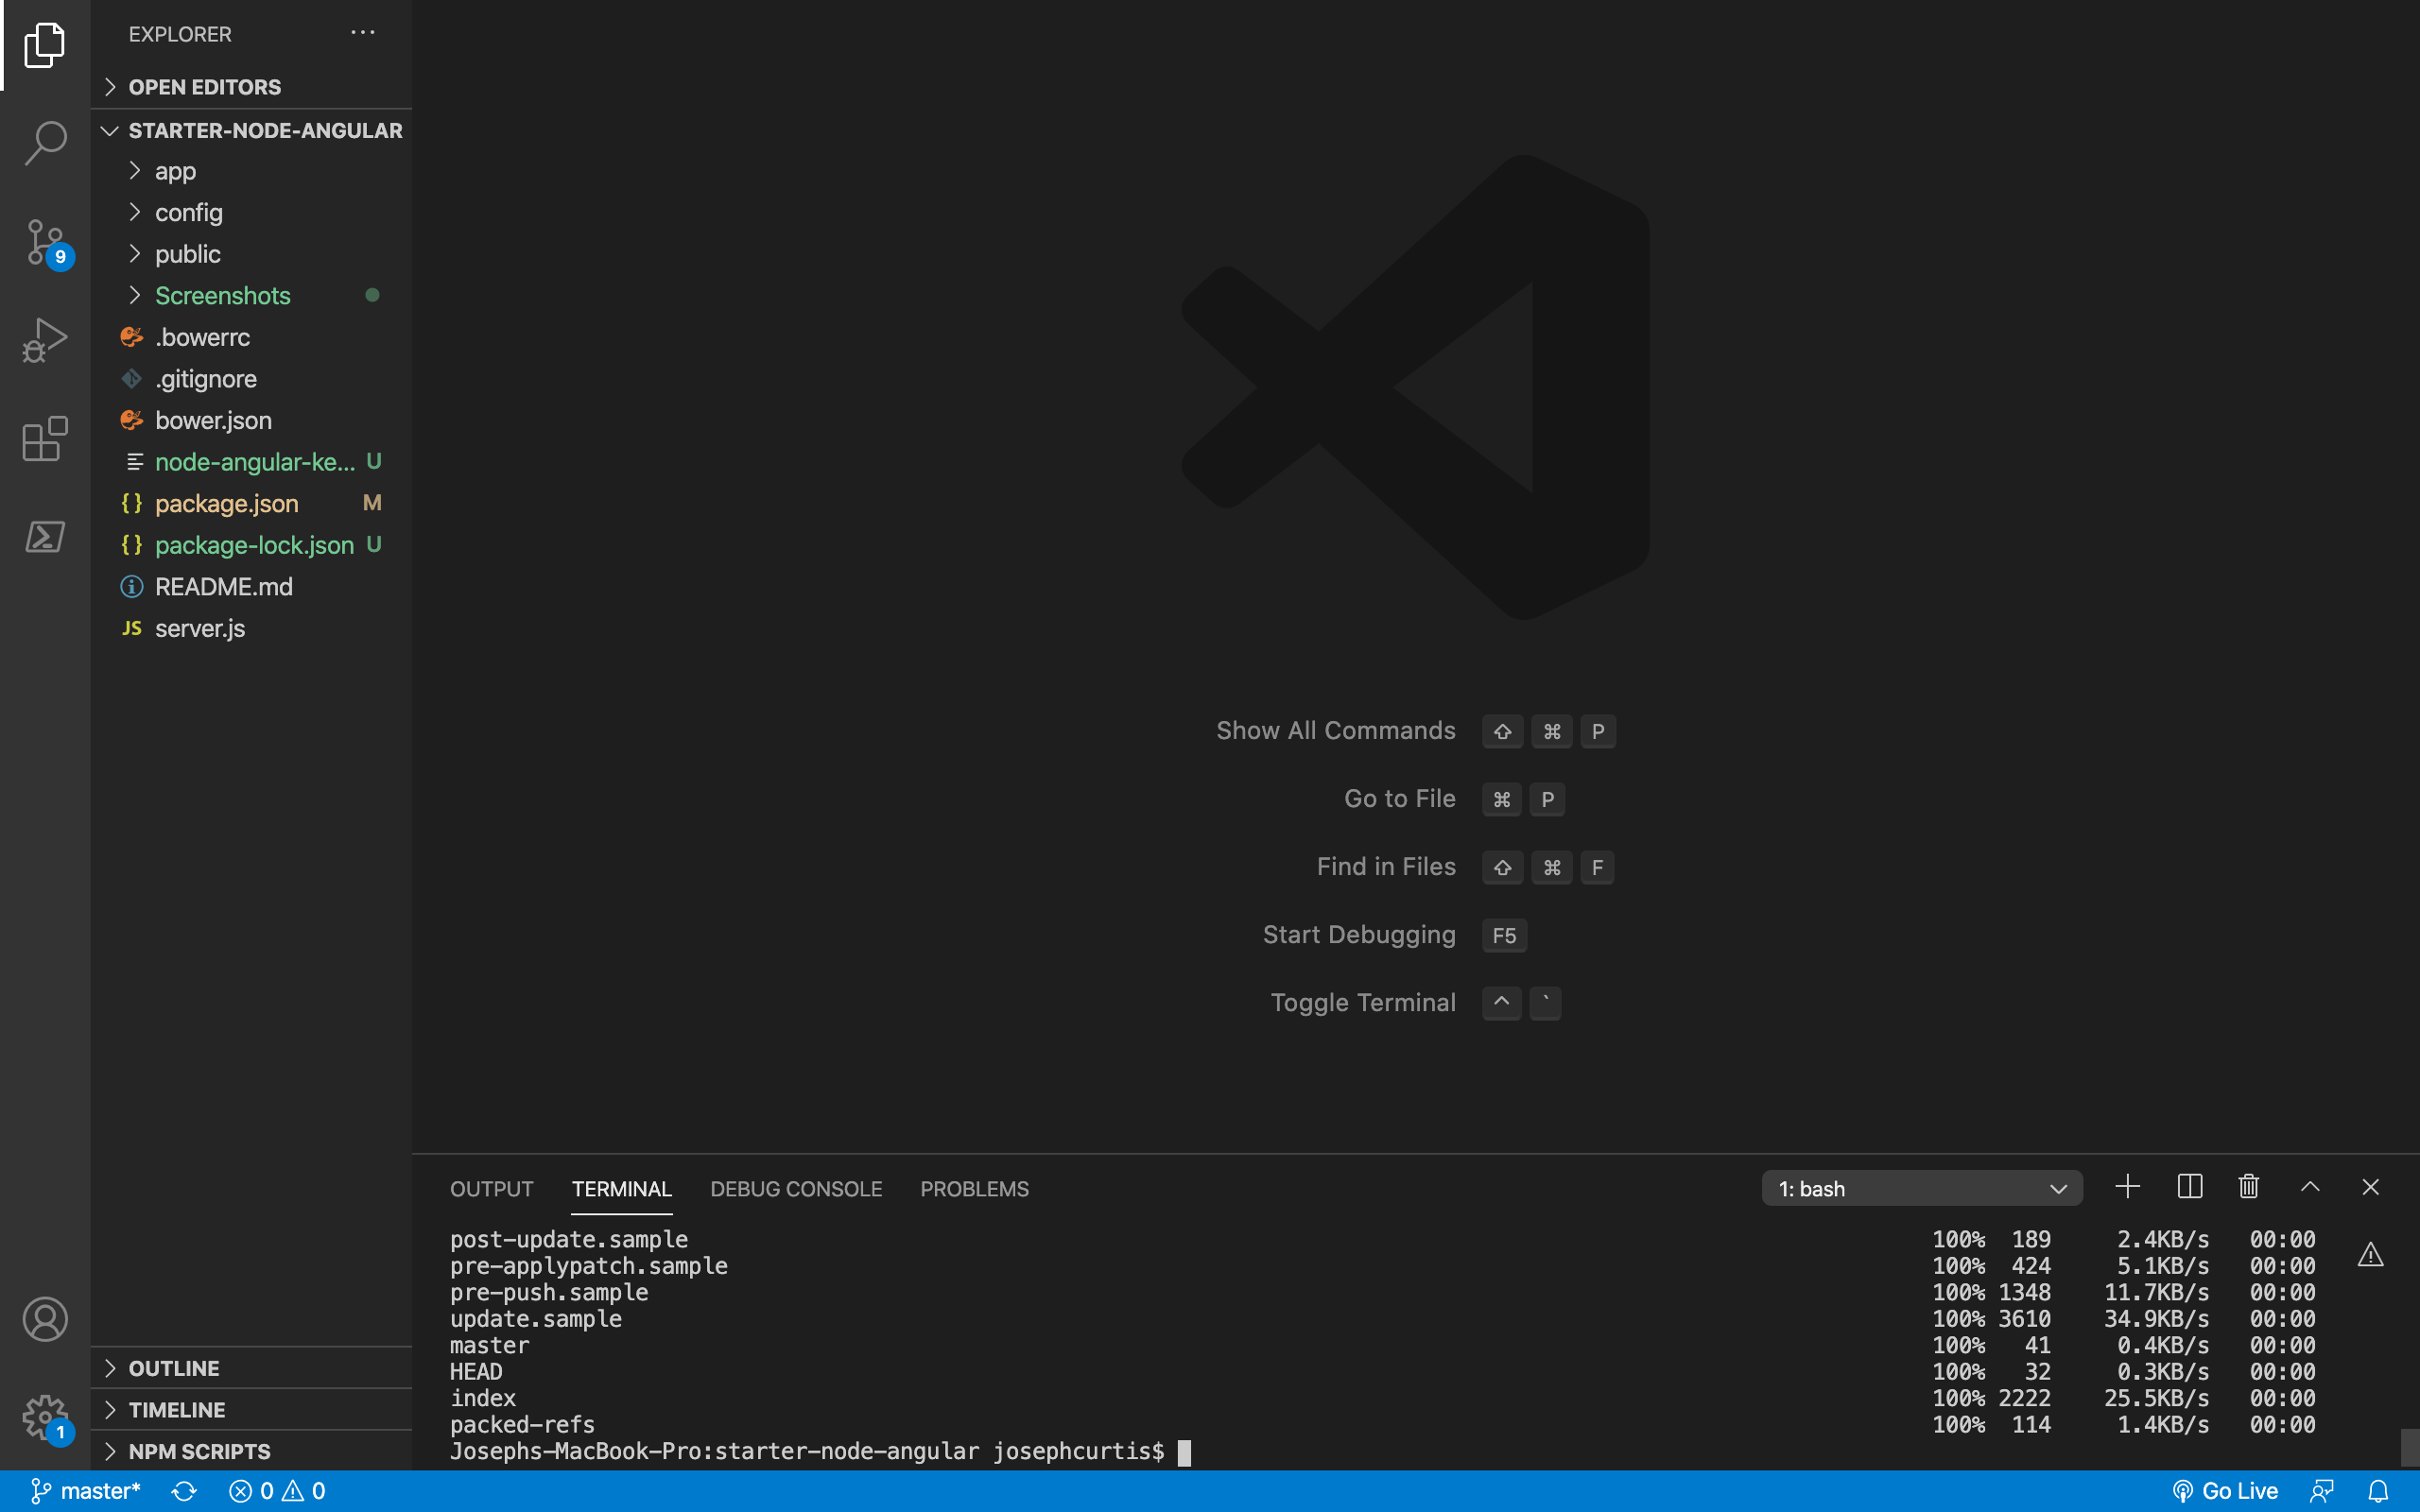 EXPLORER
OPEN EDITORS
STARTER-NODE-ANGULAR
app
config
public
Screenshots
.bowerrc
.gitignore
bower.json
node-angular-ke... U
package.json M
package-lock.json U
README.md
JS server.js
9
OUTLINE
TIMELINE
NPM SCRIPTS
1
Show All Commands ⇧ ⌘ P
Go to File ⌘ P
Find in Files ⇧ ⌘ F
Start Debugging F5
Toggle Terminal ^ `
OUTPUT TERMINAL DEBUG CONSOLE PROBLEMS 1: bash
post-update.sample 100% 189 2.4KB/s 00:00
pre-applypatch.sample 100% 424 5.1KB/s 00:00
pre-push.sample 100% 1348 11.7KB/s 00:00
update.sample 100% 3610 34.9KB/s 00:00
master 100% 41 0.4KB/s 00:00
HEAD 100% 32 0.3KB/s 00:00
index 100% 2222 25.5KB/s 00:00
packed-refs 100% 114 1.4KB/s 00:00
Josephs-MacBook-Pro:starter-node-angular josephcurtis$
master* 0 0 Go Live